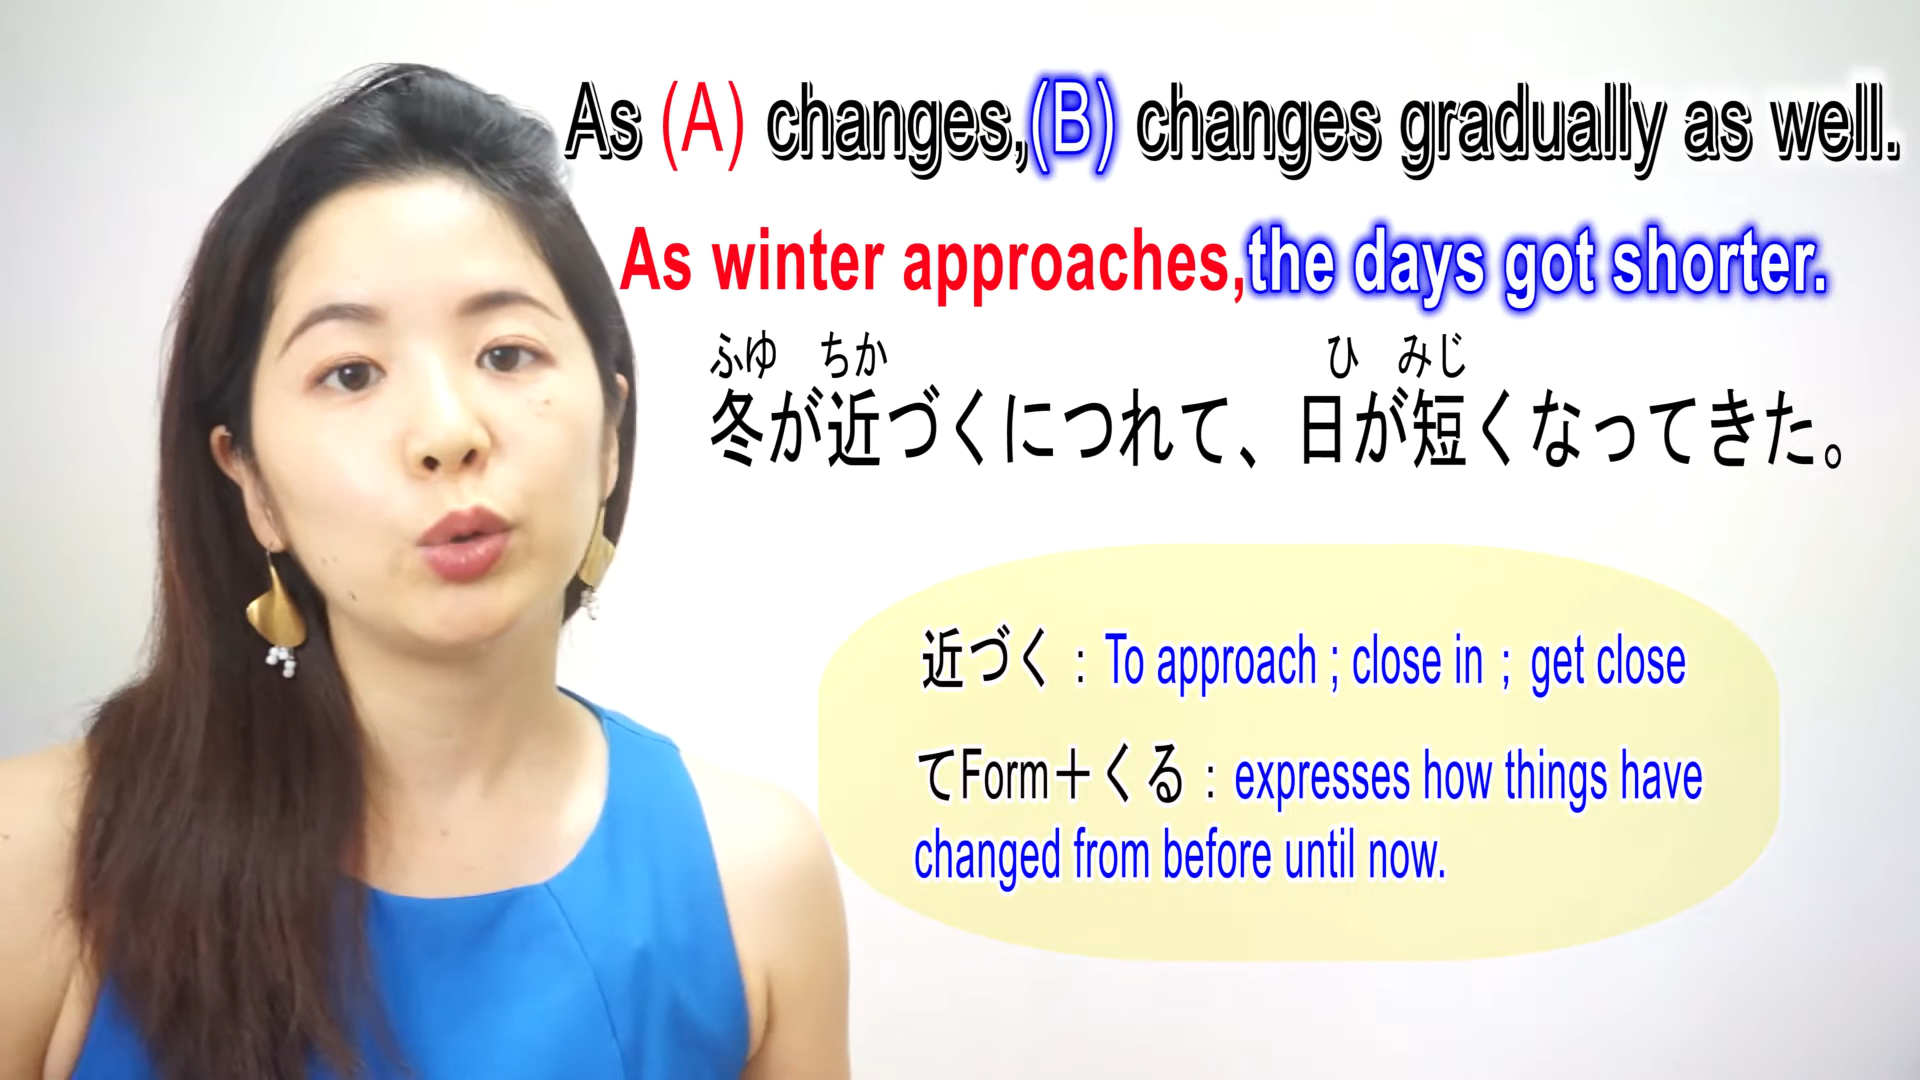 As (A) changes,(B) changes gradually as well.
As winter approaches,the days got shorter.
ふゆ ちか ひ みじ
冬が近づくにつれて、日が短くなってきた。
近づく：To approach ; close in ; get close
てForm＋くる：expresses how things have
changed from before until now.